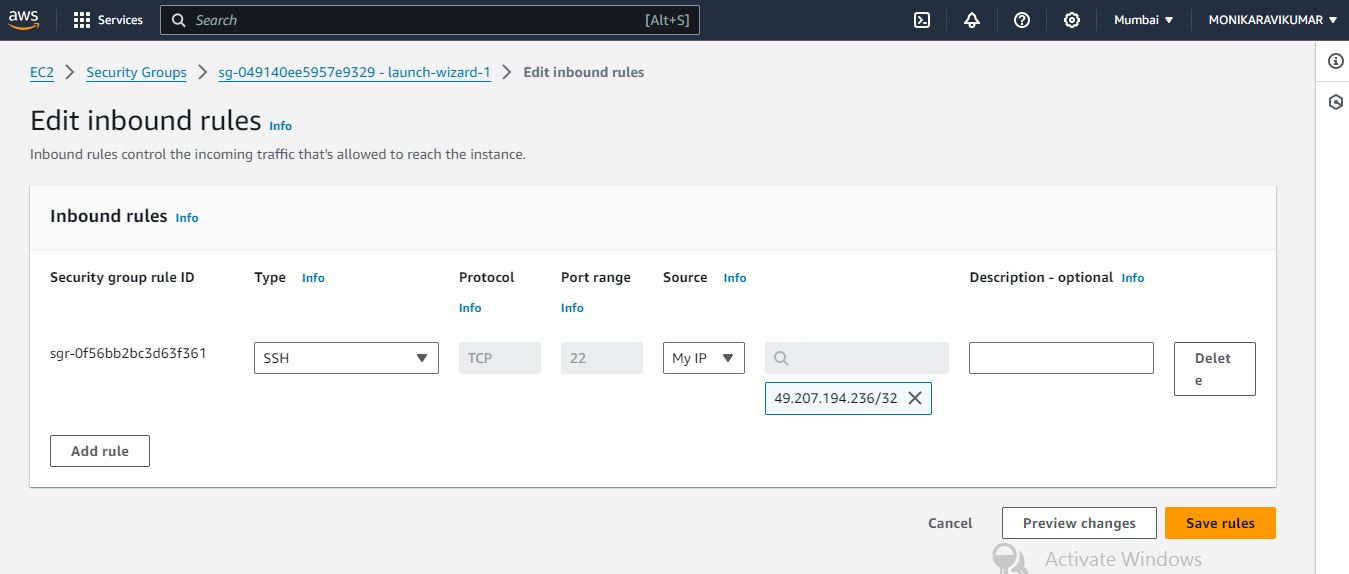 aws Services Search [Alt+S] Mumbai MONIKARAVIKUMAR
EC2 Security Groups sg-049140ee5957e9329 - launch-wizard-1 Edit inbound rules
Edit inbound rules Info
Inbound rules control the incoming traffic that's allowed to reach the instance.
Inbound rules Info
Security group rule ID Type Info Protocol Port range Source Info Description - optional Info
Info Info
sgr-0f56bb2bc3d63f361 SSH TCP 22 My IP Delet
e
49.207.194.236/32
Add rule
Cancel Preview changes Save rules
Activate Windows